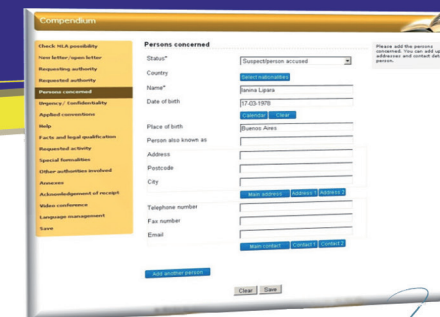 Compendium
Check MLA possibility
New letter/open letter
Requesting authority
Requested authority
Persons concerned
Urgency/ Confidentiality
Applied conventions
Help
Facts and legal qualification
Requested activity
Special formalities
Other authorities involved
Annexes
Acknowledgement of receipt
Video conference
Language management
Save
Persons concerned
Status* Suspect/person accused
Country Select nationalities
Name* Ianina Lipara
Date of birth 17-03-1978
Calendar Clear
Place of birth Buenos Aires
Person also known as
Address
Postcode
City
Main address Address 1 Address 2
Telephone number
Fax number
Email
Main contact Contact 1 Contact 2
Add another person
Clear Save
Please add the persons
concerned. You can add up
addresses and contact data
person.